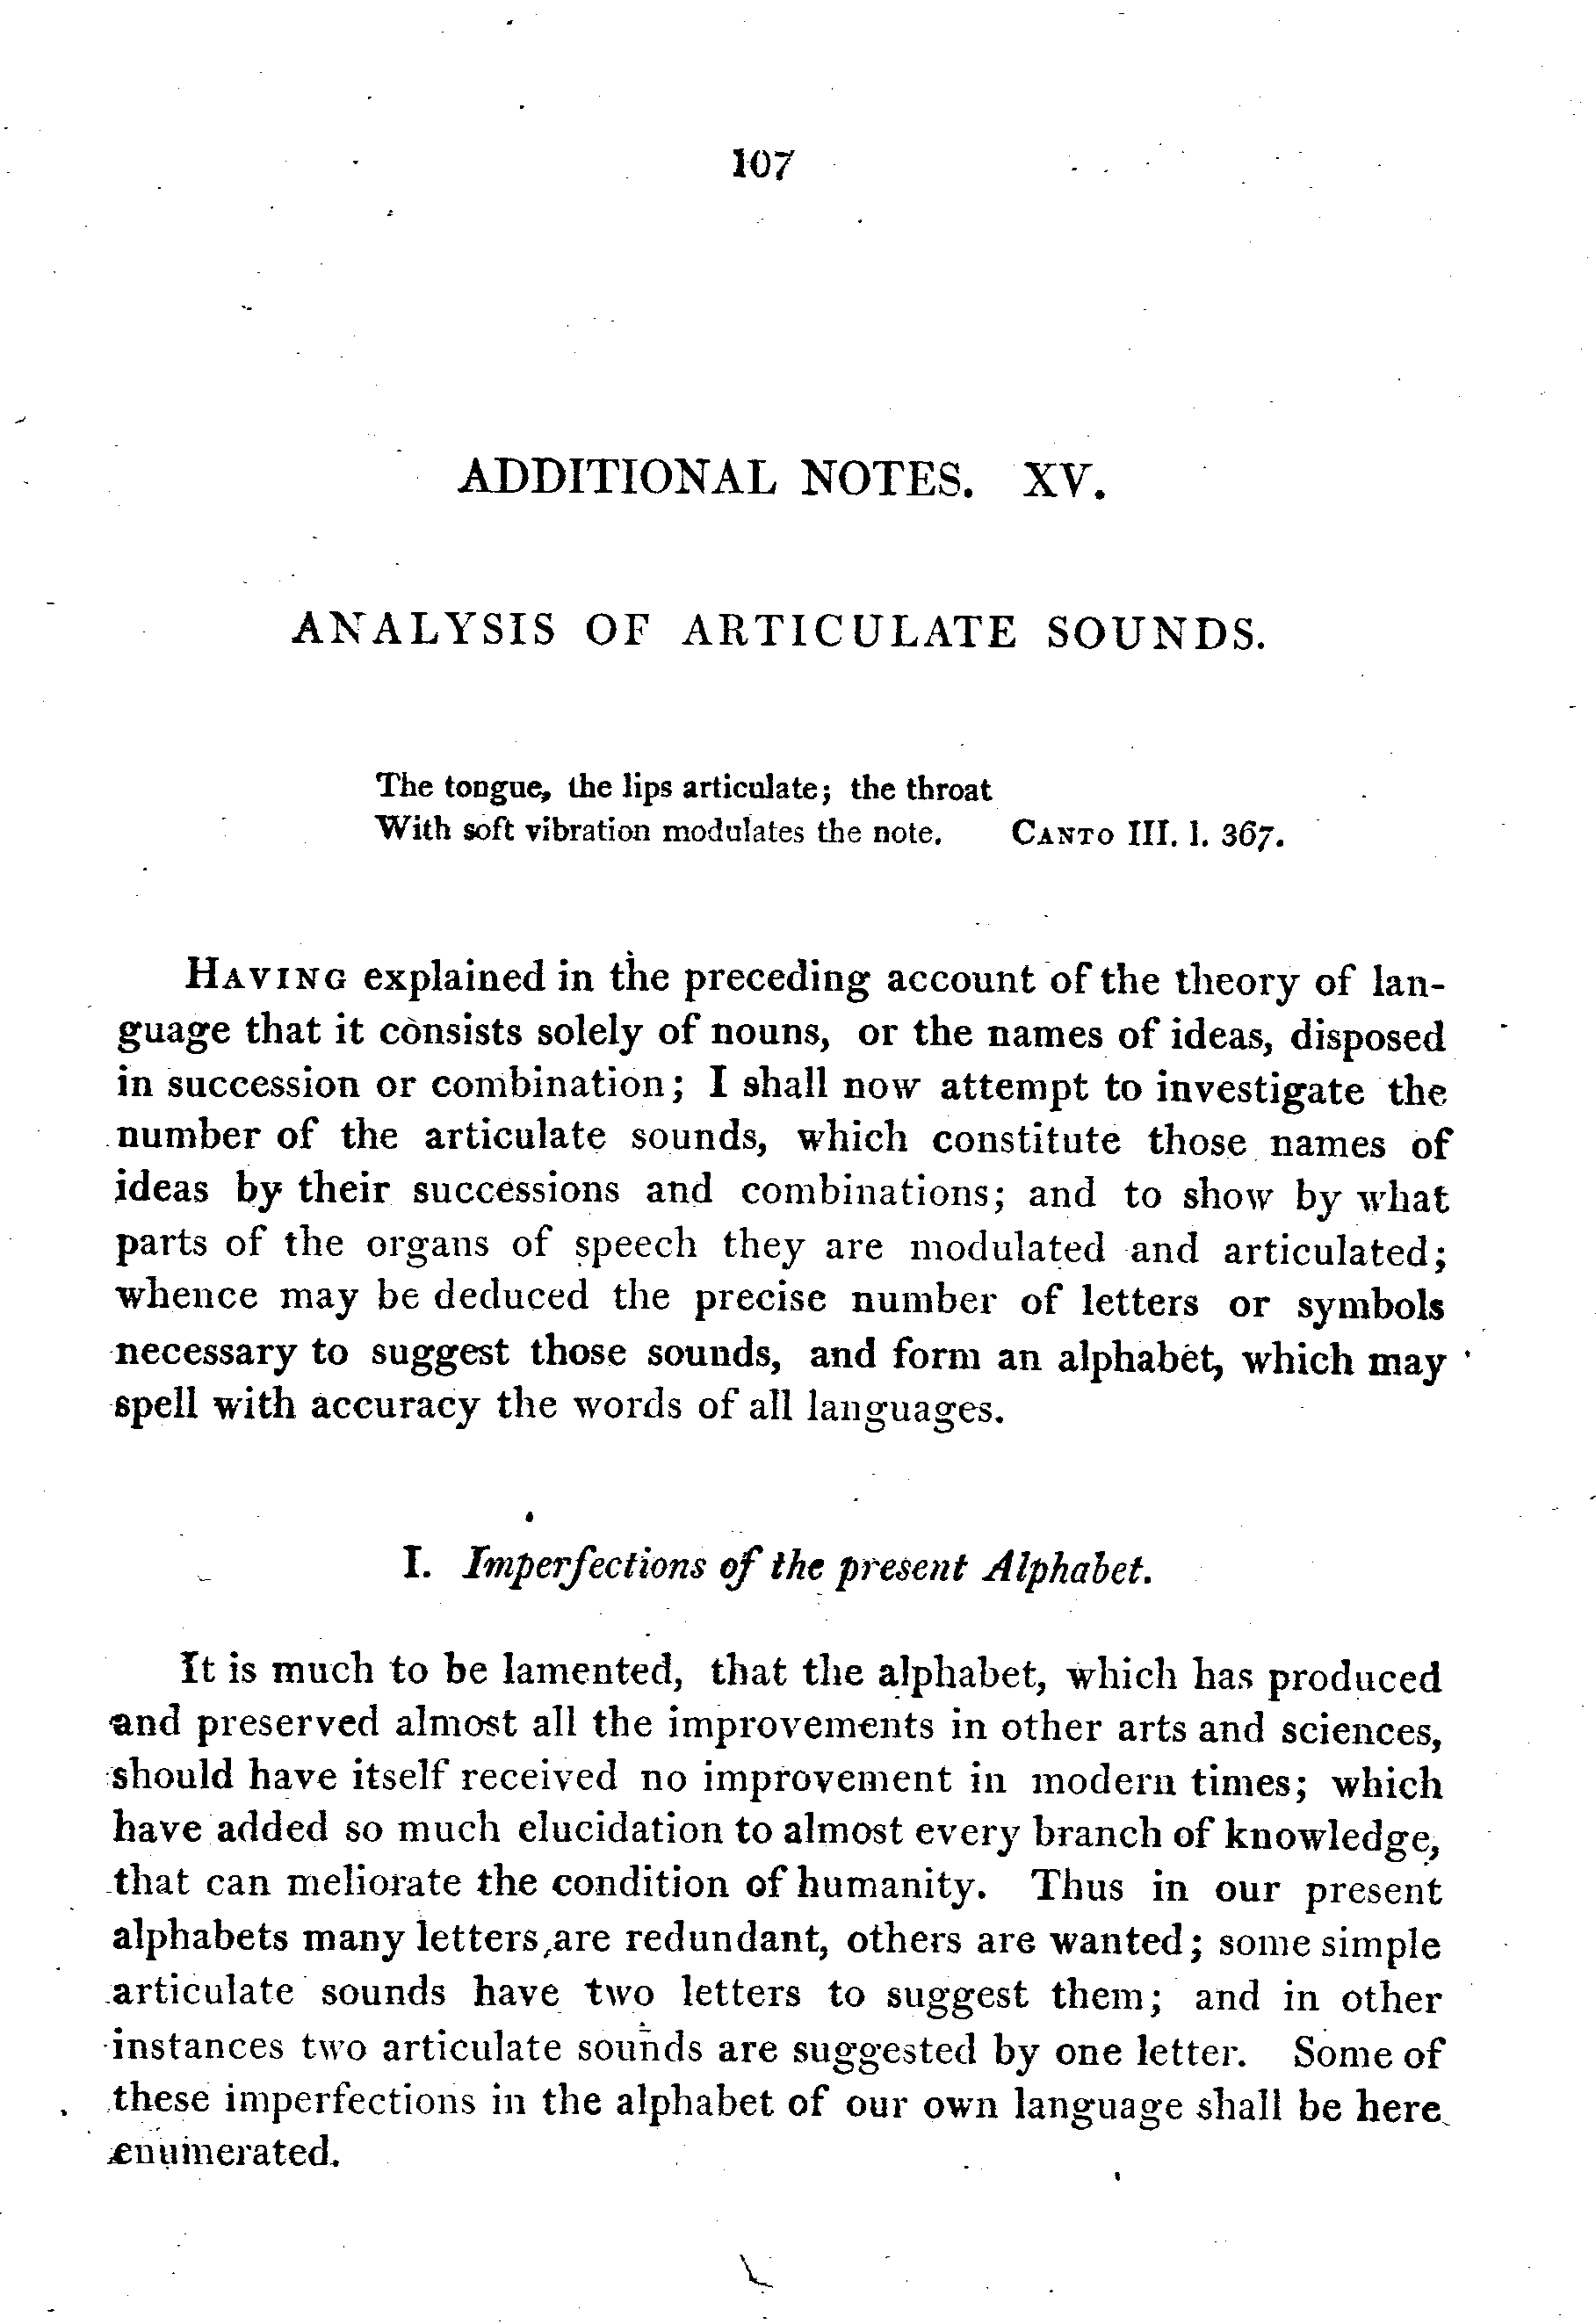 107
ADDITIONAL NOTES. XV.
ANALYSIS OF ARTICULATE SOUNDS.
The tongue, the lips articulate; the throat
With soft vibration modulates the note. CANTO III. l. 367.
HAVING explained in the preceding account of the theory of lan-
guage that it consists solely of nouns, or the names of ideas, disposed
in succession or combination; I shall now attempt to investigate the
number of the articulate sounds, which constitute those names of
ideas by their successions and combinations; and to show by what
parts of the organs of speech they are modulated and articulated;
whence may be deduced the precise number of letters or symbols
necessary to suggest those sounds, and form an alphabet, which may
spell with accuracy the words of all languages.
I. Imperfections of the present Alphabet.
It is much to be lamented, that the alphabet, which has produced
and preserved almost all the improvements in other arts and sciences,
should have itself received no improvement in modern times; which
have added so much elucidation to almost every branch of knowledge,
that can meliorate the condition of humanity. Thus in our present
alphabets many letters are redundant, others are wanted; some simple
articulate sounds have two letters to suggest them; and in other
instances two articulate sounds are suggested by one letter. Some of
these imperfections in the alphabet of our own language shall be here
enumerated.